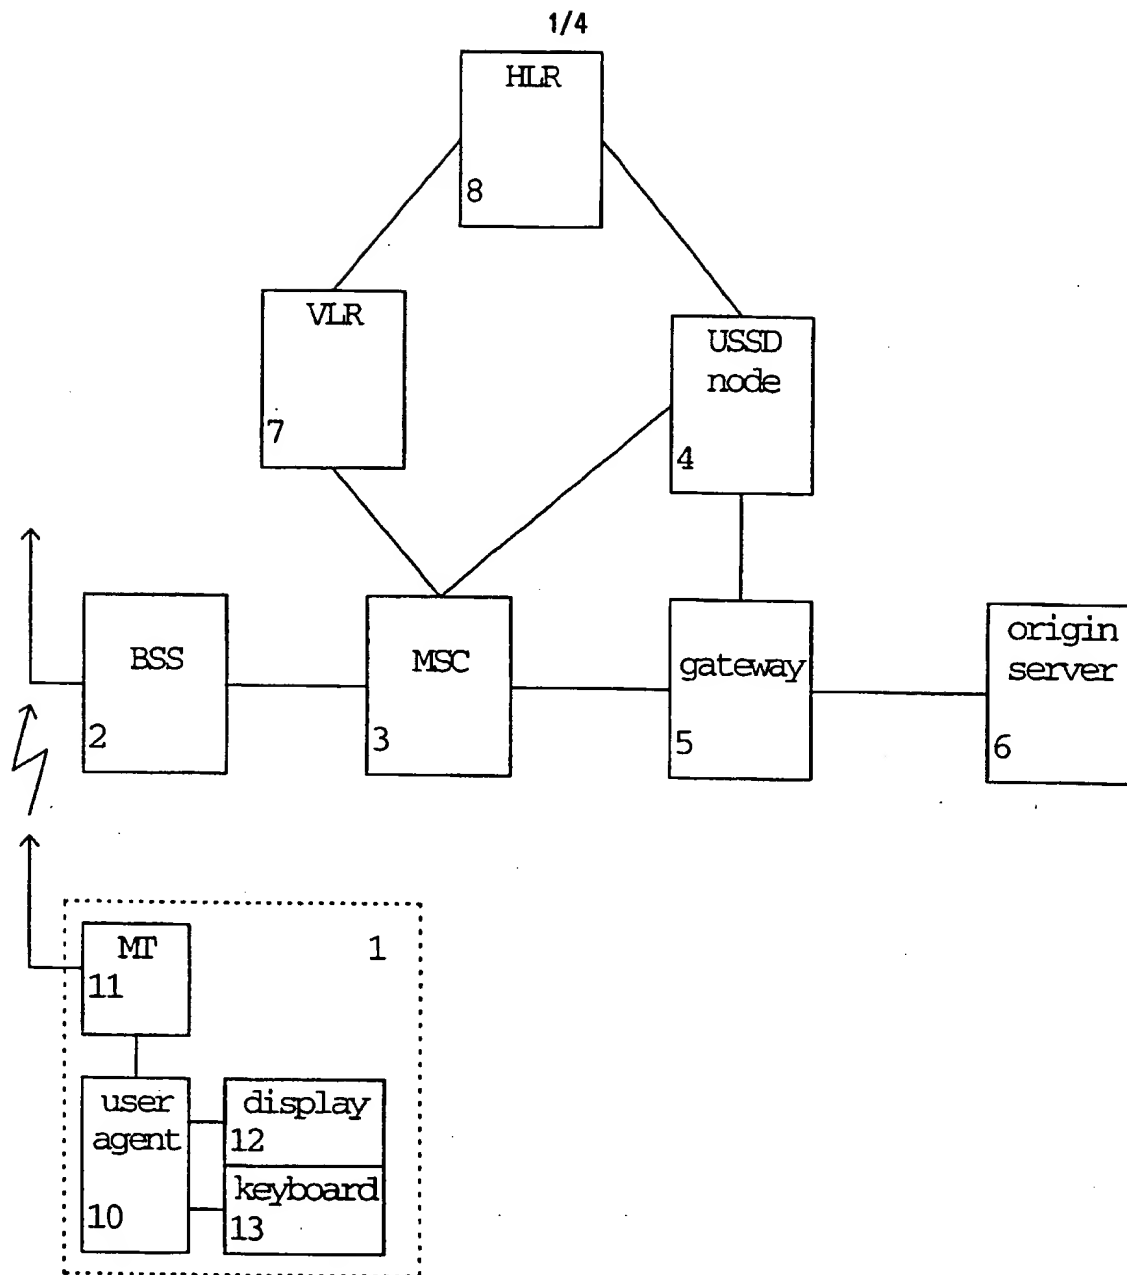 1/4
HLR
8
VLR
7
USSD
node
4
BSS
2
MSC
3
gateway
5
origin
server
6
MT
11
1
user
agent
10
display
12
keyboard
13